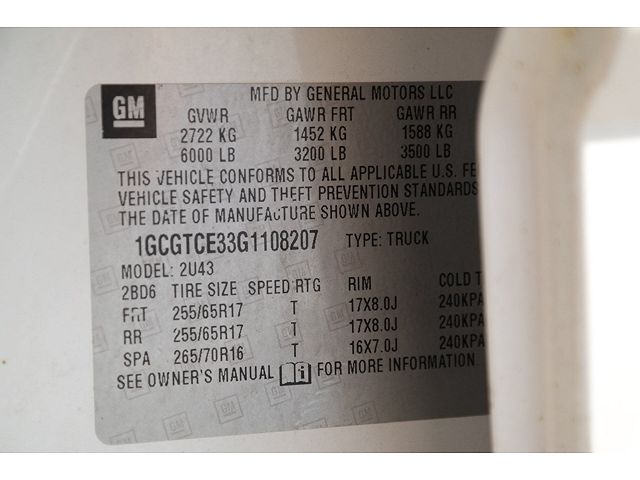 GM
MFD BY GENERAL MOTORS LLC
GVWR GAWR FRT GAWR RR
2722 KG 1452 KG 1588 KG
6000 LB 3200 LB 3500 LB
THIS VEHICLE CONFORMS TO ALL APPLICABLE U.S. FE
VEHICLE SAFETY AND THEFT PREVENTION STANDARDS
THE DATE OF MANUFACTURE SHOWN ABOVE.
1GCGTCE33G1108207 TYPE: TRUCK
MODEL: 2U43
2BD6 TIRE SIZE SPEED RTG RIM COLD T
FRT 255/65R17 T 17X8.0J 240KPA
RR 255/65R17 T 17X8.0J 240KPA
SPA 265/70R16 T 16X7.0J 240KPA
SEE OWNER'S MANUAL FOR MORE INFORMATION.